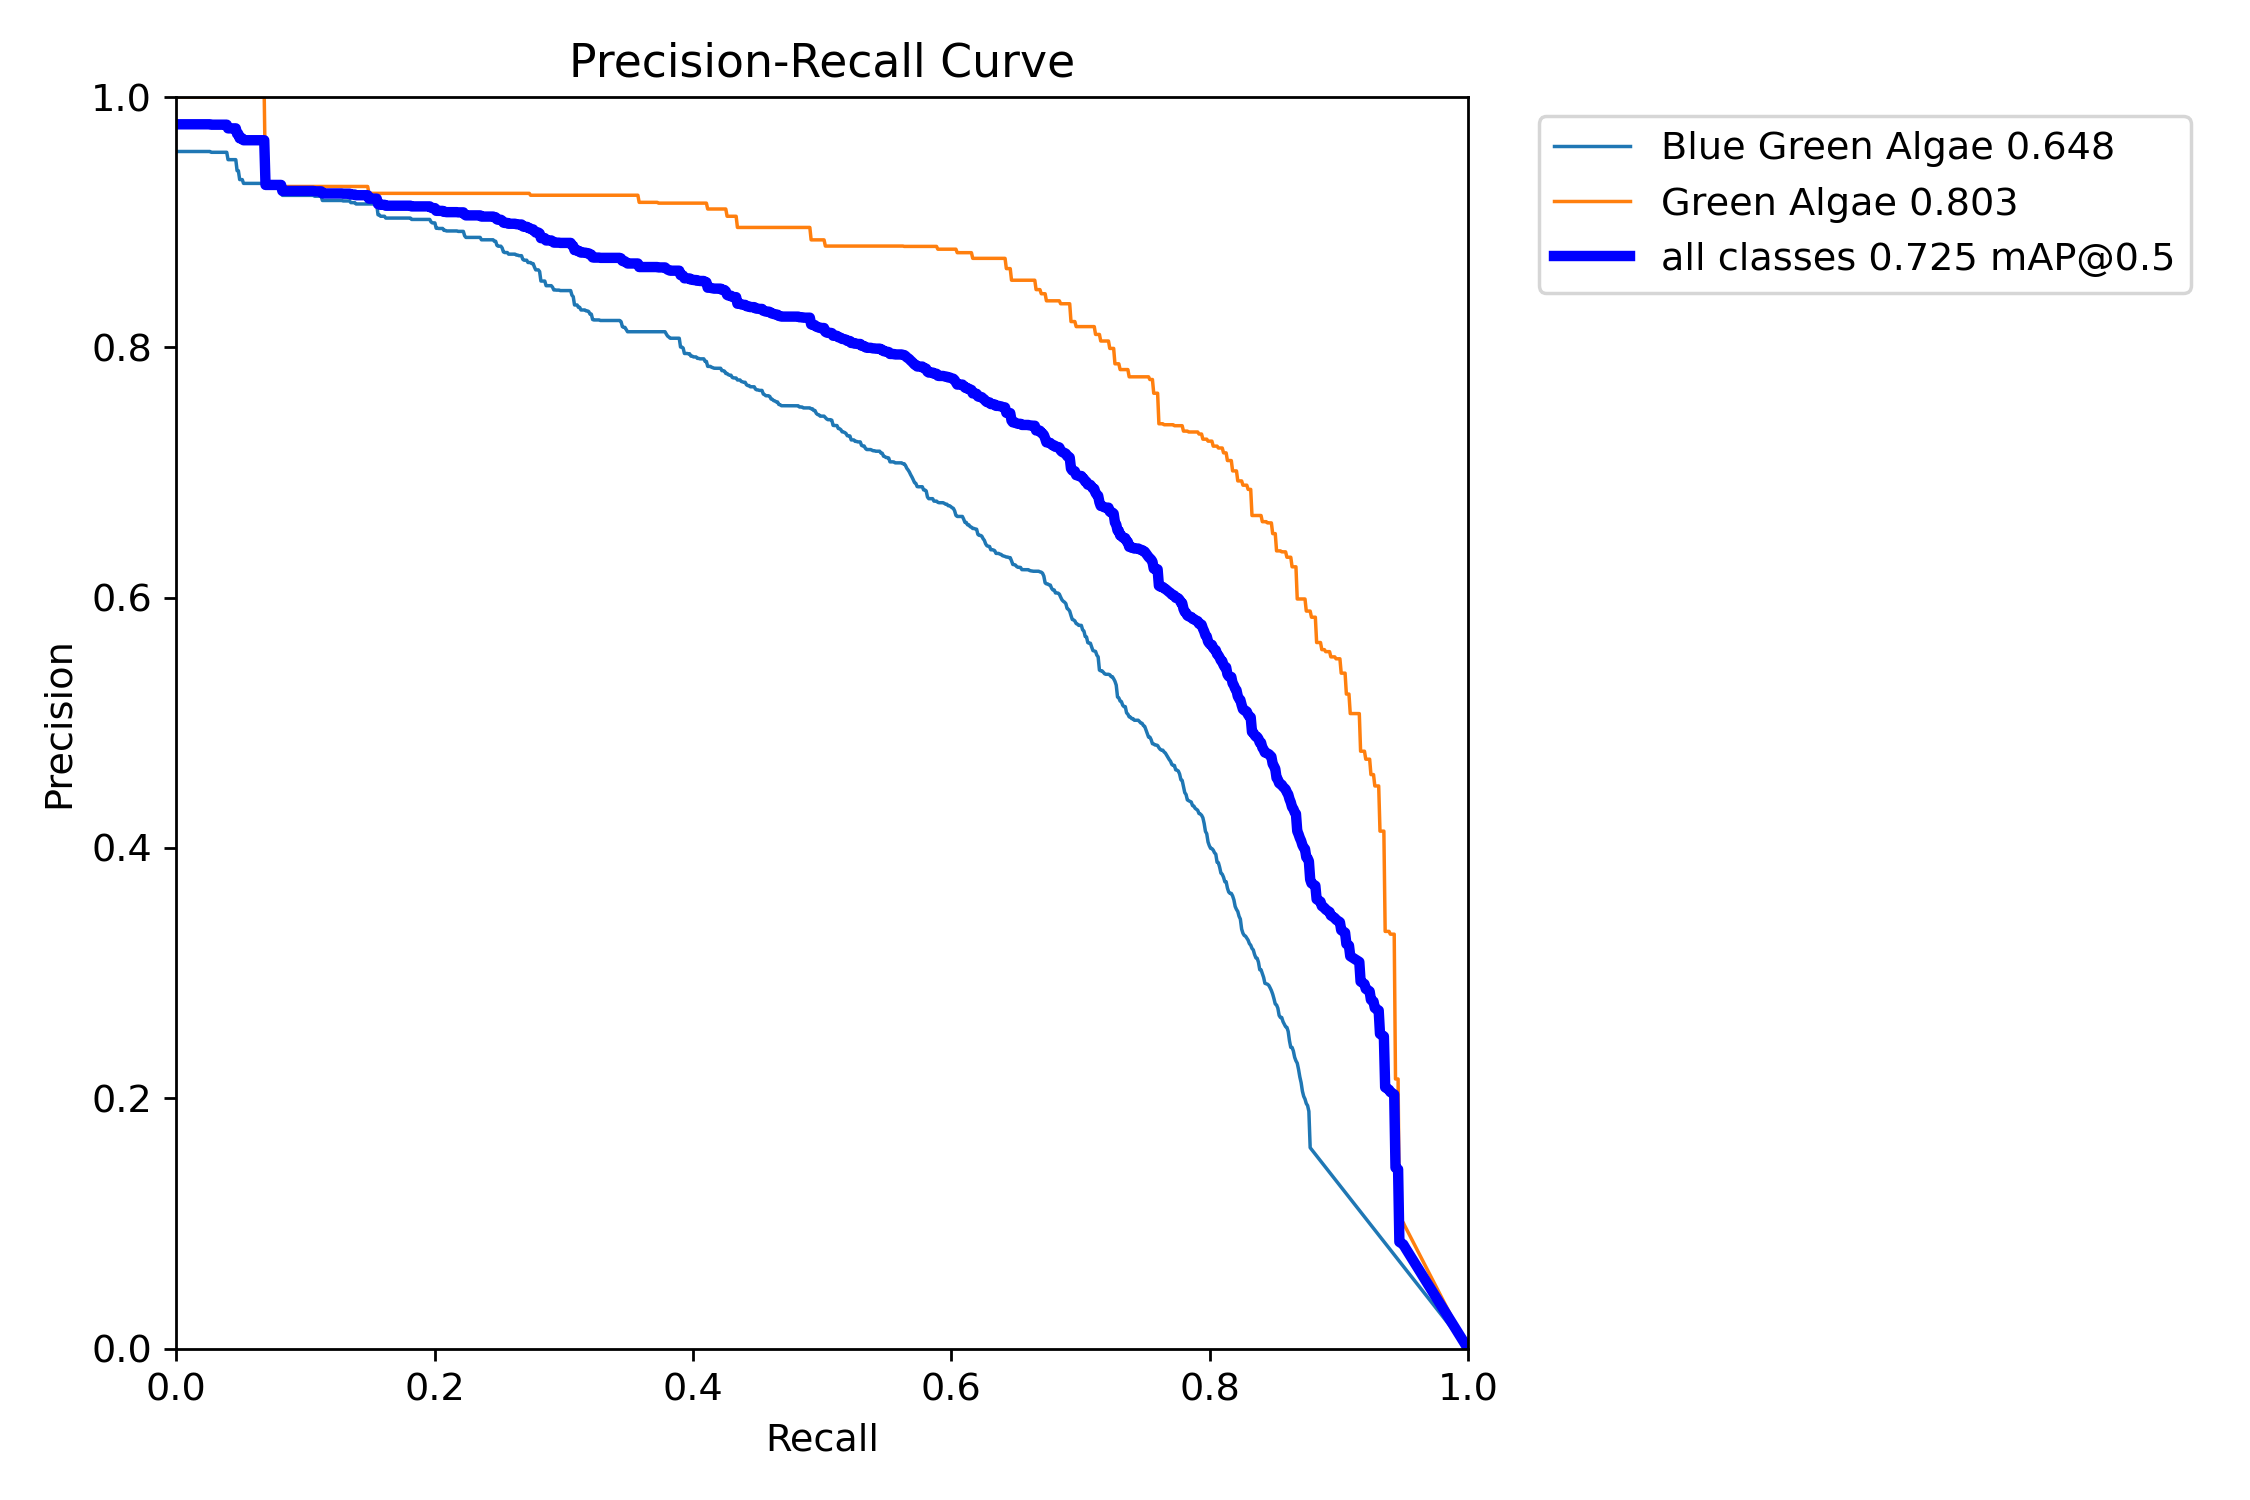 Precision-Recall Curve
1.0
0.8
0.6
0.4
0.2
0.0
Precision
0.0 0.2 0.4 0.6 0.8 1.0
Recall
Blue Green Algae 0.648
Green Algae 0.803
all classes 0.725 mAP@0.5